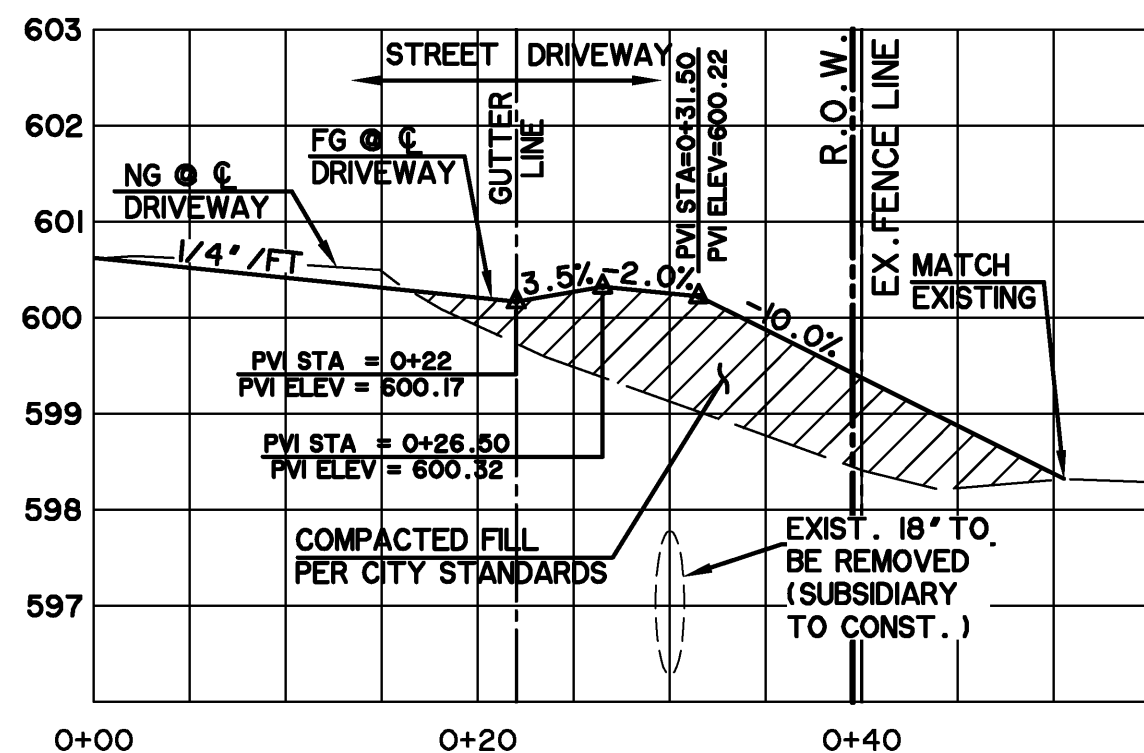 603
602
601
600
599
598
597
STREET DRIVEWAY
GUTTER
LINE
FG @ ℄
DRIVEWAY
NG @ ℄
DRIVEWAY
1/4"/FT
3.5%
-2.0%
-10.0%
PVI STA=0+31.50
PVI ELEV=600.22
R.O.W.
EX.FENCE LINE
MATCH
EXISTING
PVI STA = 0+22
PVI ELEV = 600.17
PVI STA = 0+26.50
PVI ELEV = 600.32
COMPACTED FILL
PER CITY STANDARDS
EXIST. 18" TO
BE REMOVED
(SUBSIDIARY
TO CONST.)
0+00
0+20
0+40